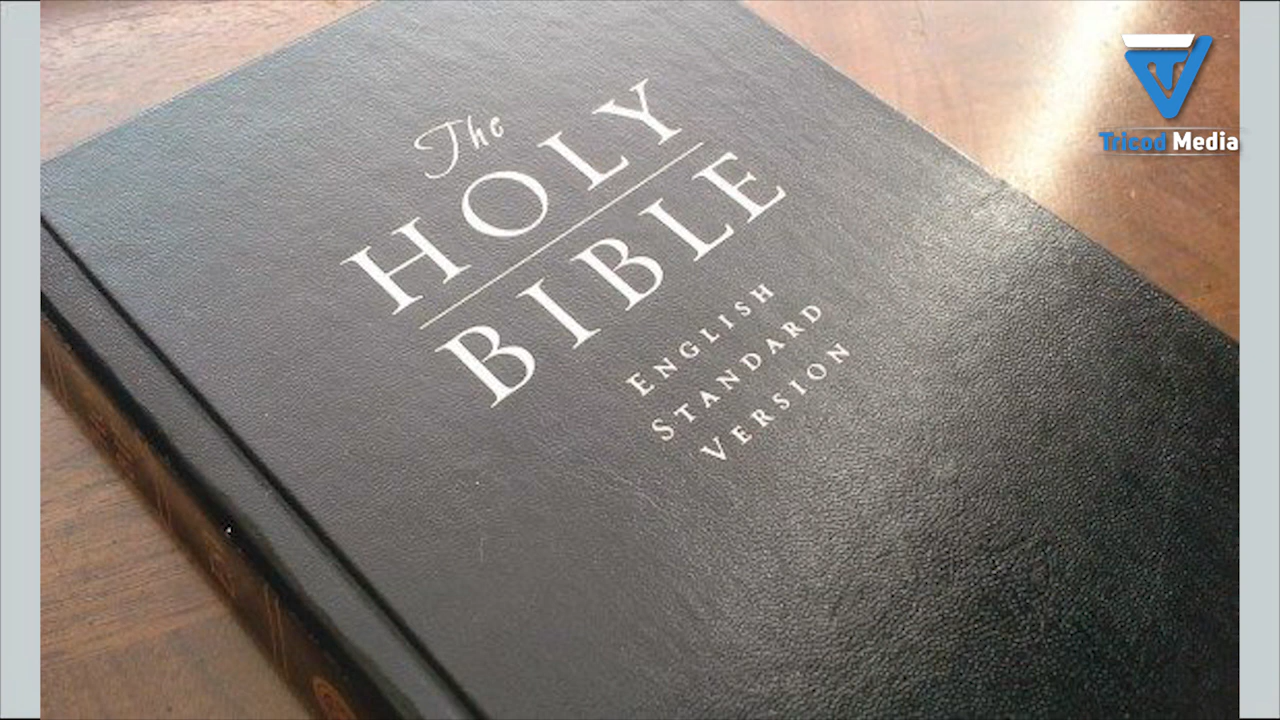 The
HOLY
BIBLE
ENGLISH
STANDARD
VERSION
Tricod Media